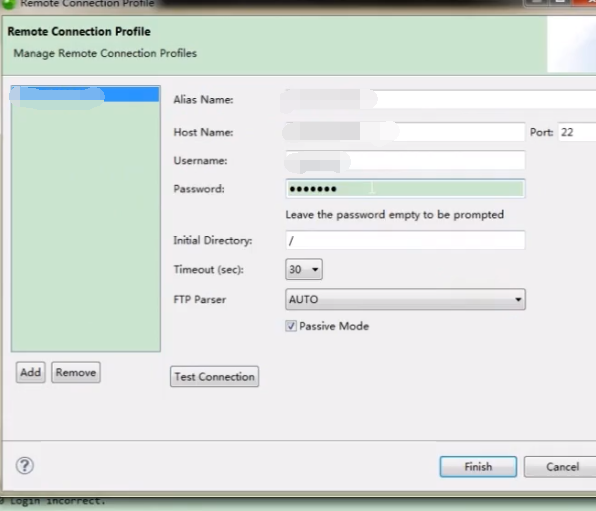 Remote Connection Profile
Remote Connection Profile
Manage Remote Connection Profiles
Alias Name:
Host Name:
Port: 22
Username:
Password: •••••••
Leave the password empty to be prompted
Initial Directory: /
Timeout (sec): 30
FTP Parser AUTO
Passive Mode
Add Remove Test Connection
?
Finish Cancel
Login incorrect.